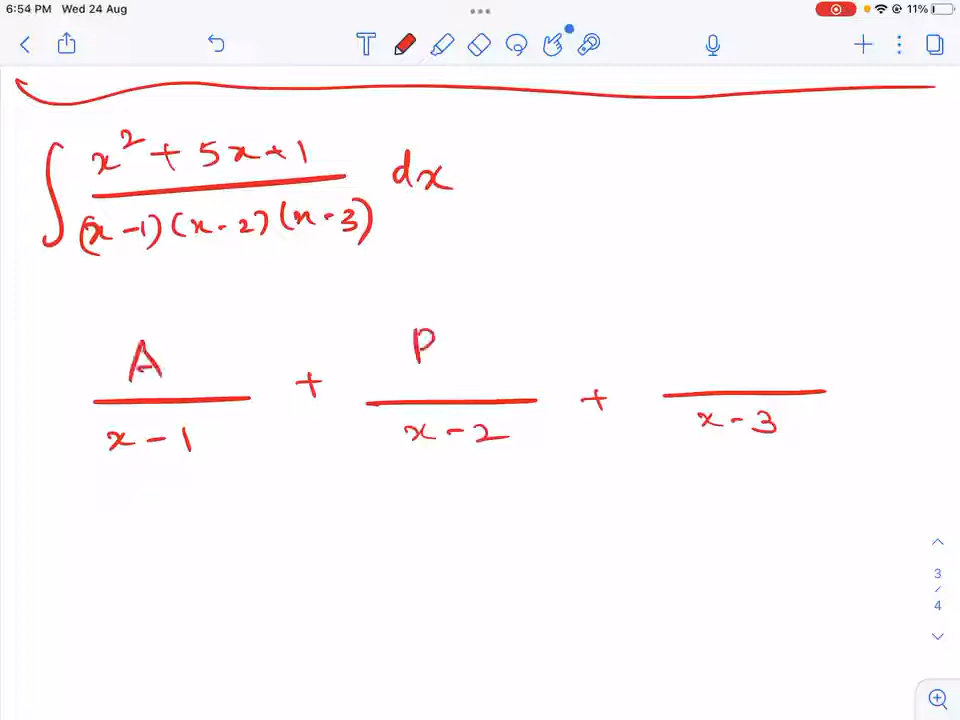 6:54 PM Wed 24 Aug 11%
T
∫ x² + 5x + 1 / (x - 1)(x - 2)(x - 3) dx
A / x - 1 + P / x - 2 + / x - 3
3
/
4